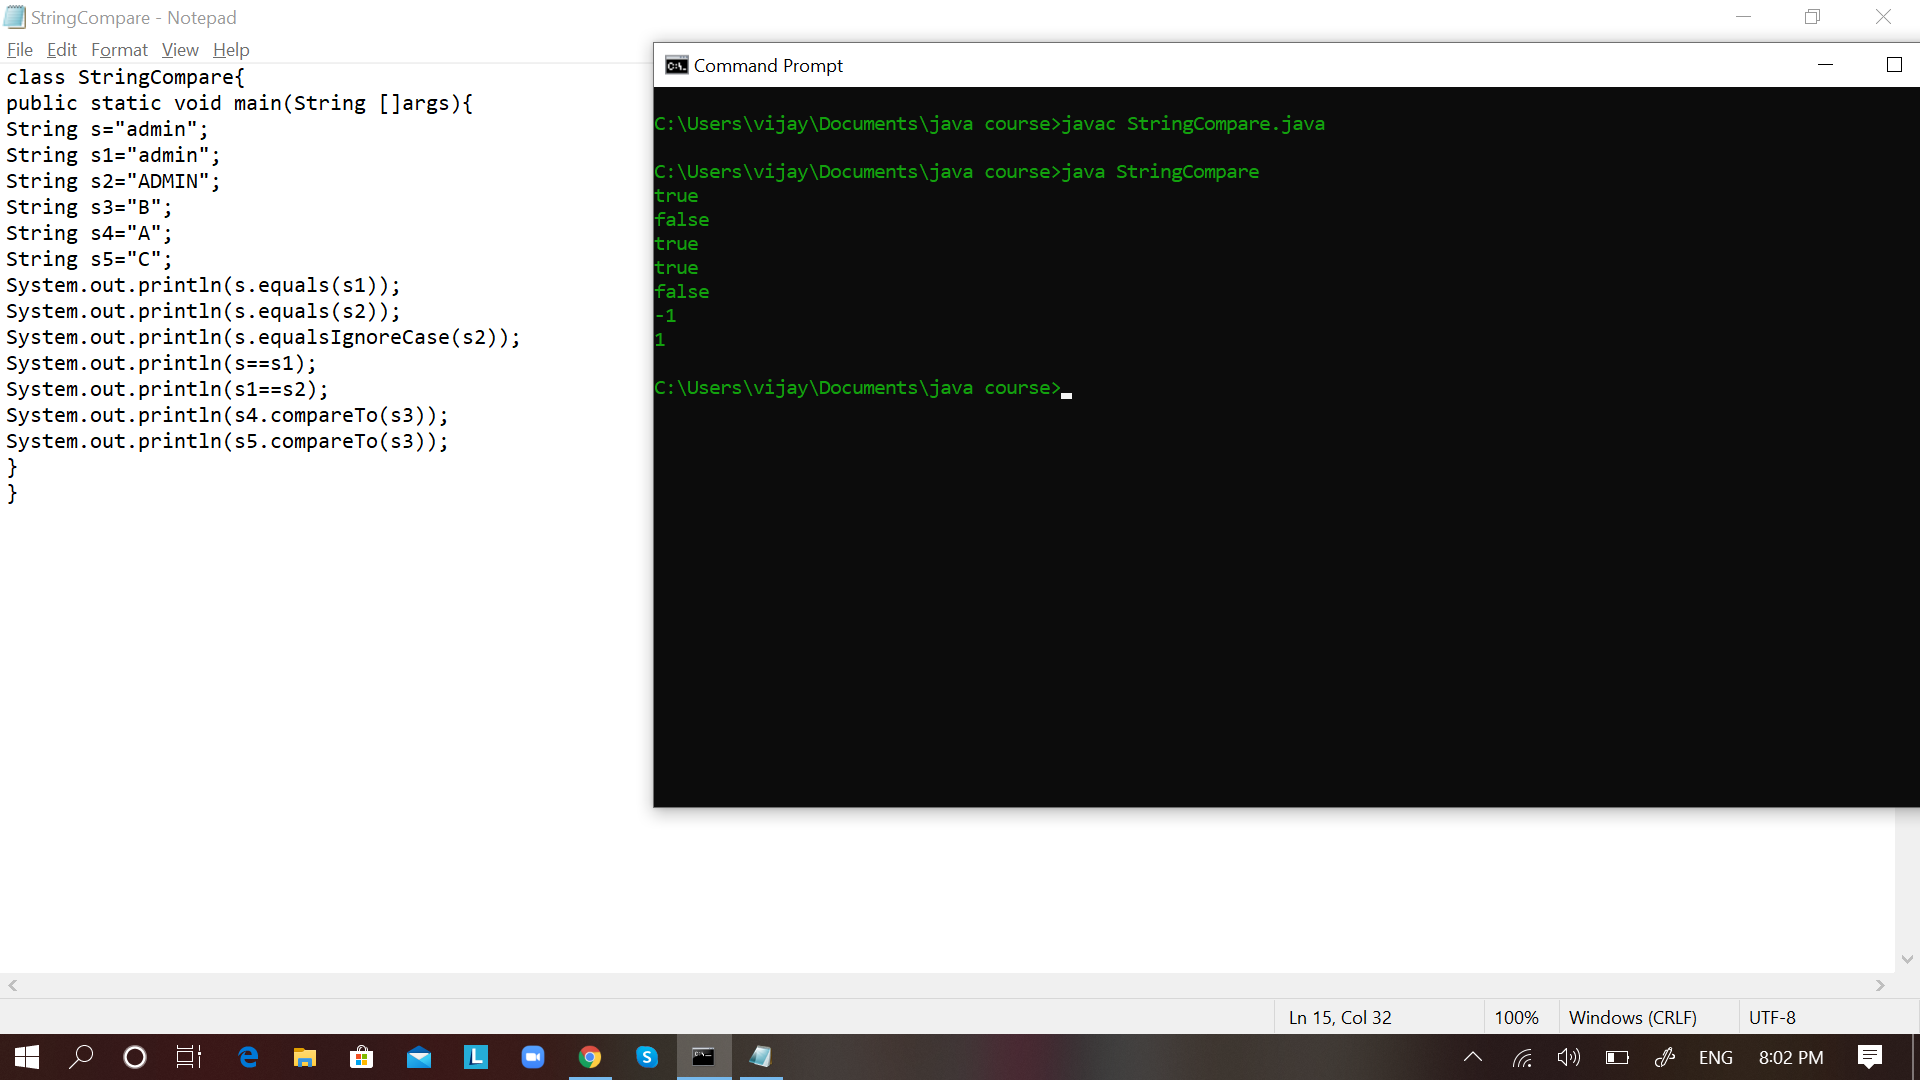 StringCompare - Notepad
File Edit Format View Help
class StringCompare{
public static void main(String []args){
String s="admin";
String s1="admin";
String s2="ADMIN";
String s3="B";
String s4="A";
String s5="C";
System.out.println(s.equals(s1));
System.out.println(s.equals(s2));
System.out.println(s.equalsIgnoreCase(s2));
System.out.println(s==s1);
System.out.println(s1==s2);
System.out.println(s4.compareTo(s3));
System.out.println(s5.compareTo(s3));
}
}
Command Prompt
C:\Users\vijay\Documents\java course>javac StringCompare.java
C:\Users\vijay\Documents\java course>java StringCompare
true
false
true
true
false
-1
1
C:\Users\vijay\Documents\java course>
Ln 15, Col 32 100% Windows (CRLF) UTF-8
ENG 8:02 PM